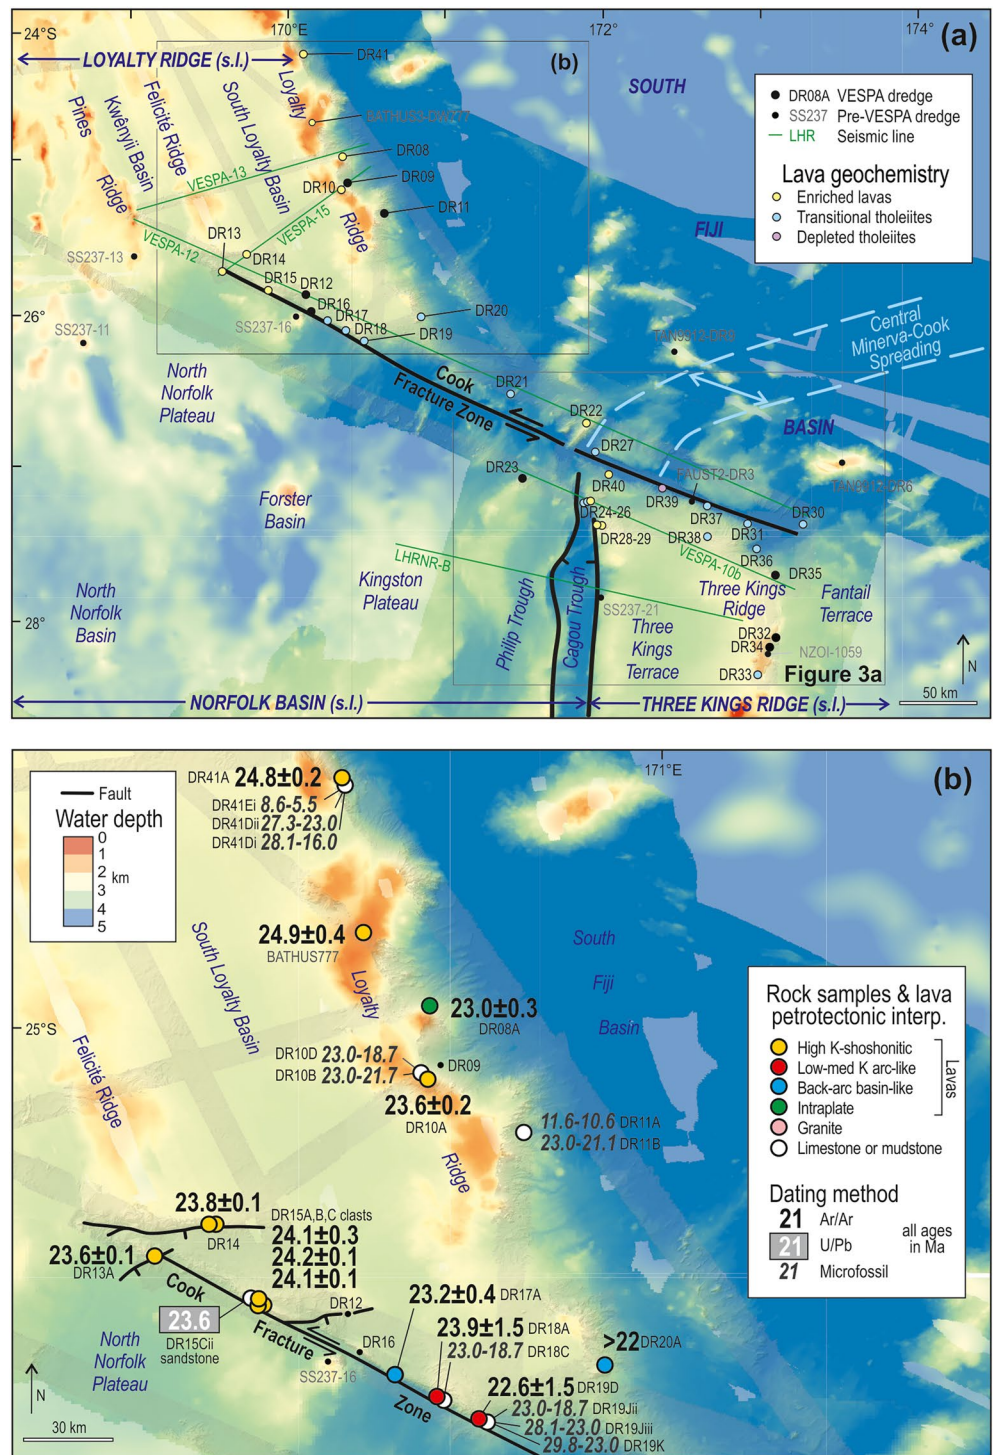 170°E
172°
174°
24°S
(a)
LOYALTY RIDGE (s.l.)
DR41
(b)
SOUTH
Loyalty
Pines
Kwênyii Basin
Felicité Ridge
South Loyalty Basin
BATHUS3-DW777
DR08A VESPA dredge
SS237 Pre-VESPA dredge
LHR Seismic line
Lava geochemistry
Enriched lavas
Transitional tholeiites
Depleted tholeiites
DR08
VESPA-13
DR10
DR09
Ridge
DR11
Ridge
VESPA-15
FIJI
DR13
VESPA-12
DR14
SS237-13
DR15
DR12
DR16
DR17
DR20
26°
SS237-16
DR18
DR19
SS237-11
TAN9912-DR9
Central
Minerva-Cook
Spreading
North
Norfolk
Plateau
Cook
Fracture Zone
DR21
DR22
BASIN
DR27
DR23
FAUST2-DR3
TAN9912-DR6
DR40
DR39
Forster
Basin
DR24-26
DR37
DR30
DR28-29
DR38
DR31
LHRNR-B
VESPA-10b
DR36
DR35
Kingston
Plateau
North
Norfolk
Basin
Three Kings
Ridge
Fantail
Terrace
SS237-21
28°
Philip Trough
Cagou Trough
Three
Kings
Terrace
DR32
DR34
NZOI-1059
DR33
Figure 3a
N
50 km
NORFOLK BASIN (s.l.)
THREE KINGS RIDGE (s.l.)
171°E
(b)
Fault
Water depth
0
1
2
3
4
5
km
DR41A 24.8±0.2
DR41Ei 8.6-5.5
DR41Dii 27.3-23.0
DR41Di 28.1-16.0
24.9±0.4
BATHUS777
South Loyalty Basin
Loyalty
South
Fiji
Basin
23.0±0.3
DR08A
25°S
Rock samples & lava
petrotectonic interp.
High K-shoshonitic
Low-med K arc-like
Back-arc basin-like
Intraplate
Granite
Limestone or mudstone
Lavas
Dating method
21 Ar/Ar
21 U/Pb
21 Microfossil
all ages
in Ma
Felicité Ridge
DR10D 23.0-18.7
DR10B 23.0-21.7
DR09
23.6±0.2
DR10A
11.6-10.6 DR11A
23.0-21.1 DR11B
Ridge
23.8±0.1
DR14
DR15A,B,C clasts
24.1±0.3
24.2±0.1
24.1±0.1
23.6±0.1
DR13A
Cook
23.6
DR15Cii
sandstone
DR12
Fracture
DR16
SS237-16
23.2±0.4 DR17A
23.9±1.5 DR18A
23.0-18.7 DR18C
>22 DR20A
North
Norfolk
Plateau
Zone
22.6±1.5 DR19D
23.0-18.7 DR19Jii
28.1-23.0 DR19Jiii
29.8-23.0 DR19K
N
30 km